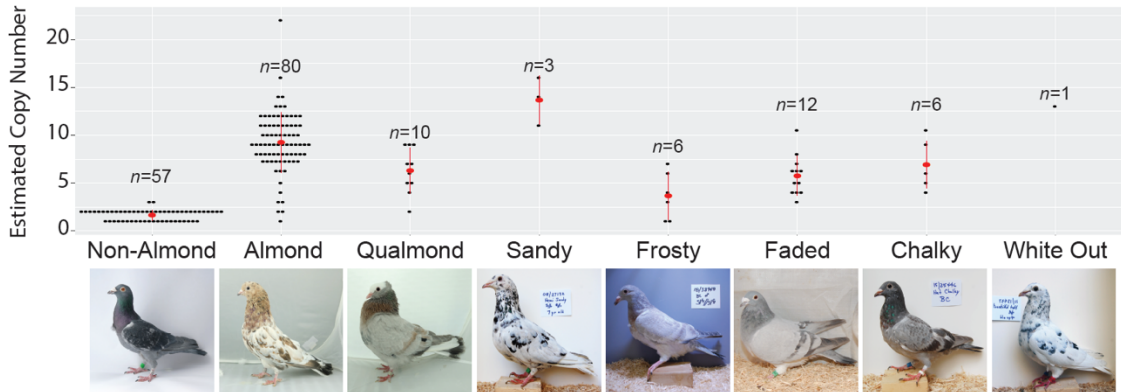 Estimated Copy Number
20
15
10
5
0
n=57
n=80
n=10
n=3
n=6
n=12
n=6
n=1
Non-Almond
Almond
Qualmond
Sandy
Frosty
Faded
Chalky
White Out